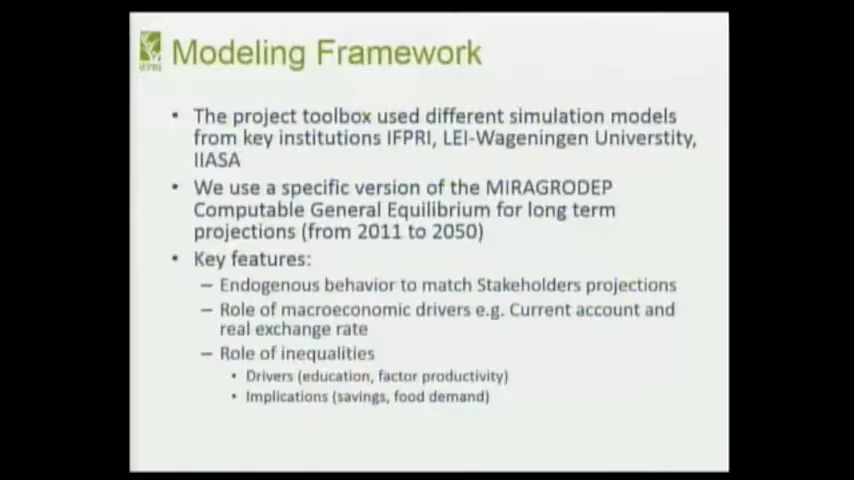 IFPRI
Modeling Framework
• The project toolbox used different simulation models
from key institutions IFPRI, LEI-Wageningen Universtity,
IIASA
• We use a specific version of the MIRAGRODEP
Computable General Equilibrium for long term
projections (from 2011 to 2050)
• Key features:
– Endogenous behavior to match Stakeholders projections
– Role of macroeconomic drivers e.g. Current account and
real exchange rate
– Role of inequalities
• Drivers (education, factor productivity)
• Implications (savings, food demand)